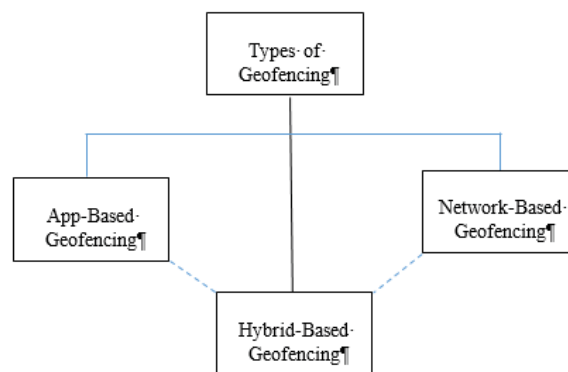 Types of
Geofencing¶
App-Based
Geofencing¶
Network-Based
Geofencing¶
Hybrid-Based
Geofencing¶